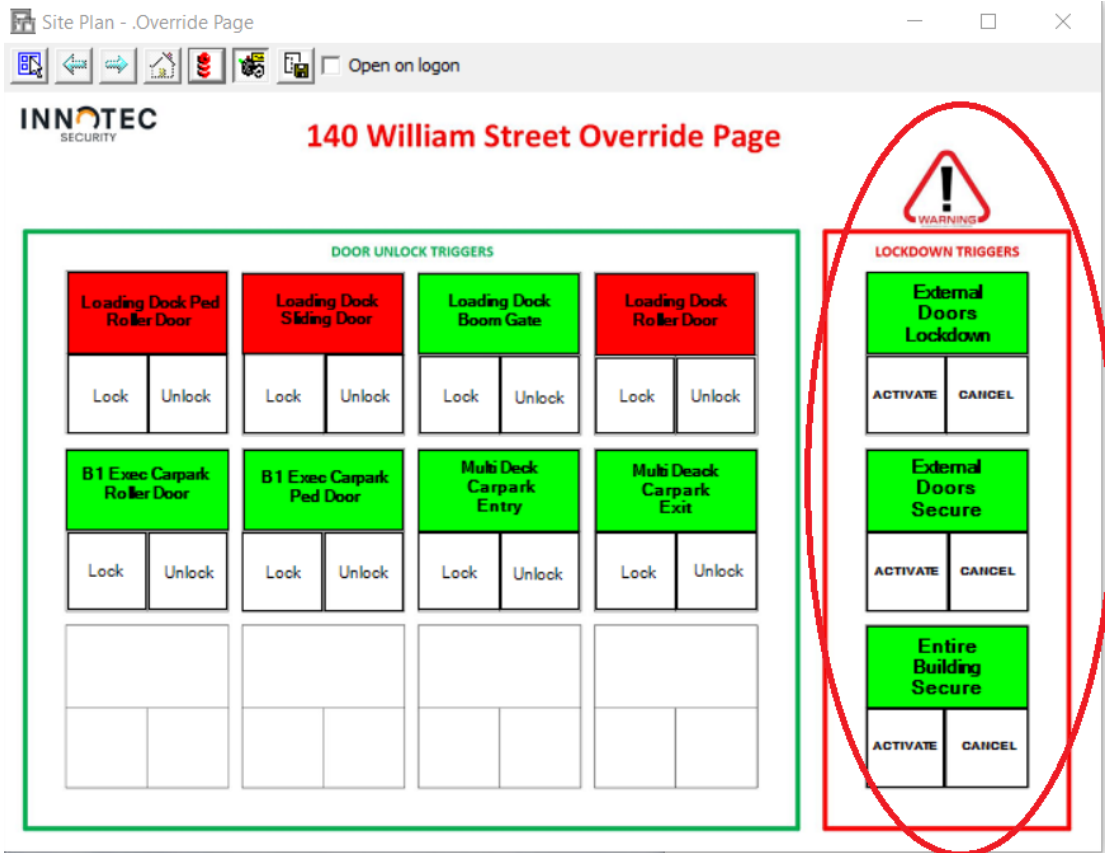 Site Plan - .Override Page
Open on logon
INNOTEC
SECURITY
140 William Street Override Page
WARNING
DOOR UNLOCK TRIGGERS
Loading Dock Ped
Roller Door
Loading Dock
Sliding Door
Loading Dock
Boom Gate
Loading Dock
Roller Door
Lock Unlock Lock Unlock Lock Unlock Lock Unlock
B1 Exec Carpark
Roller Door
B1 Exec Carpark
Ped Door
Multi Deck
Carpark
Entry
Multi Deack
Carpark
Exit
Lock Unlock Lock Unlock Lock Unlock Lock Unlock
LOCKDOWN TRIGGERS
External
Doors
Lockdown
ACTIVATE CANCEL
External
Doors
Secure
ACTIVATE CANCEL
Entire
Building
Secure
ACTIVATE CANCEL